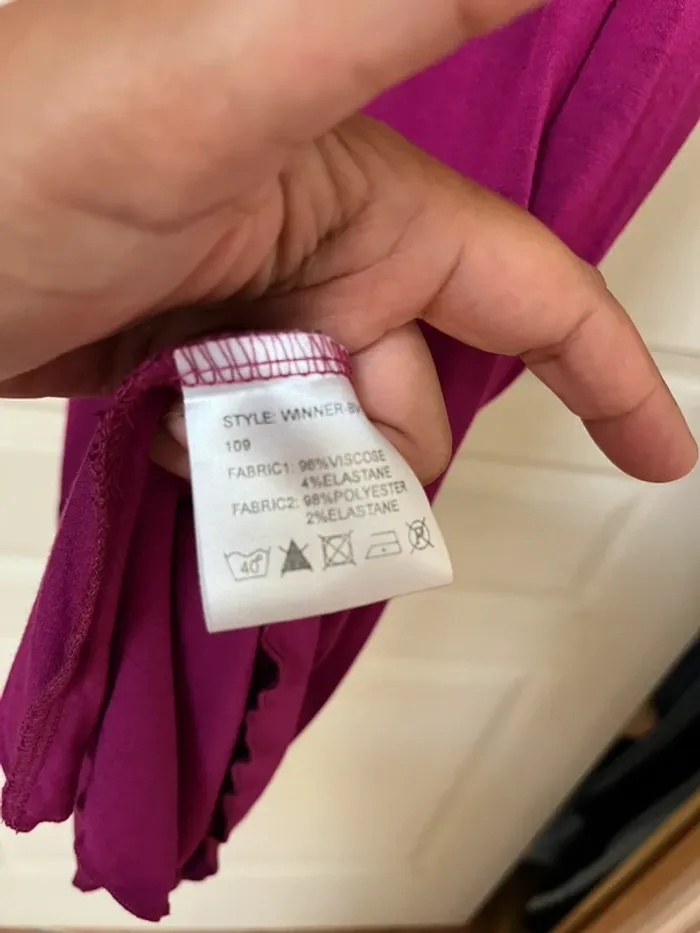 STYLE: WINNER-
109
FABRIC1: 96%VISCOSE
4%ELASTANE
FABRIC2: 98%POLYESTER
2%ELASTANE
40° P